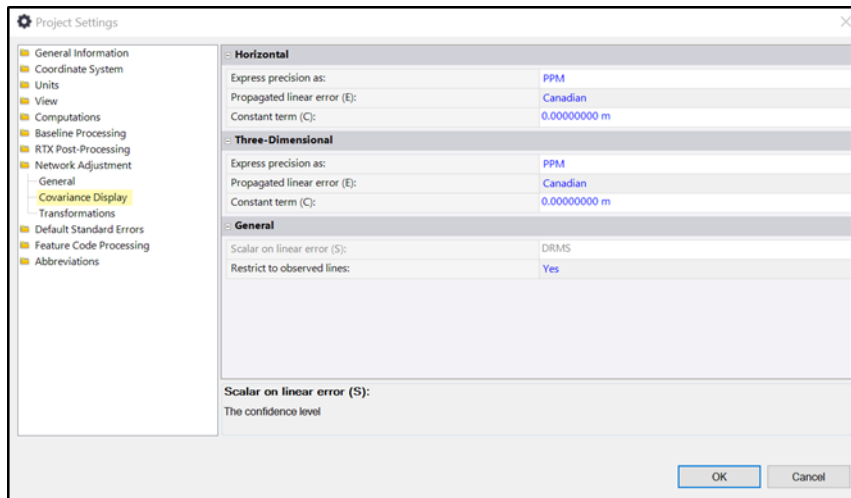 Project Settings
General Information
Coordinate System
Units
View
Computations
Baseline Processing
RTX Post-Processing
Network Adjustment
General
Covariance Display
Transformations
Default Standard Errors
Feature Code Processing
Abbreviations
Horizontal
Express precision as: PPM
Propagated linear error (E): Canadian
Constant term (C): 0.00000000 m
Three-Dimensional
Express precision as: PPM
Propagated linear error (E): Canadian
Constant term (C): 0.00000000 m
General
Scalar on linear error (S): DRMS
Restrict to observed lines: Yes
Scalar on linear error (S):
The confidence level
OK Cancel